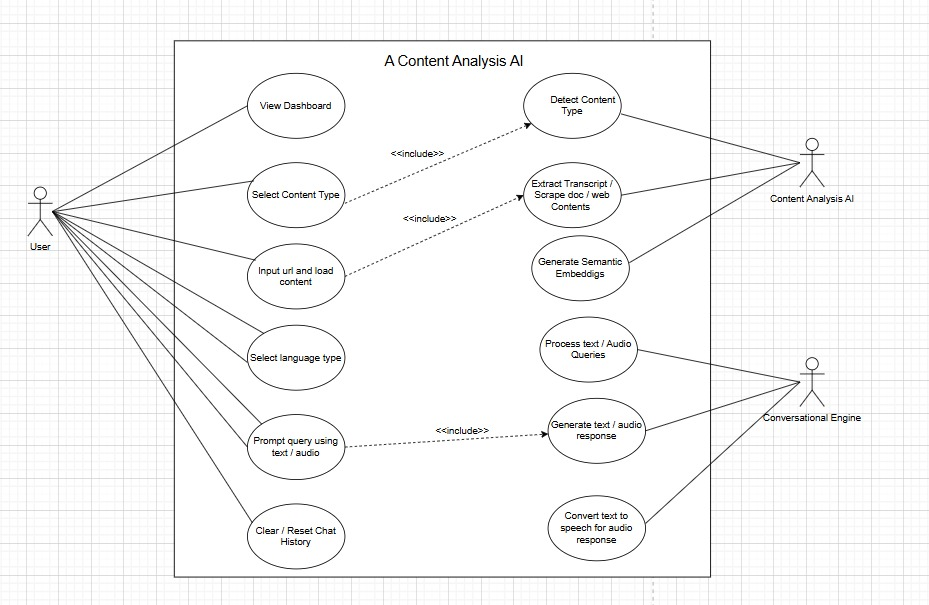 A Content Analysis AI
View Dashboard
Detect Content
Type
<<include>>
Select Content Type
Extract Transcript /
Scrape doc / web
Contents
Content Analysis AI
<<include>>
User
Input url and load
content
Generate Semantic
Embeddigs
Select language type
Process text / Audio
Queries
Conversational Engine
<<include>>
Prompt query using
text / audio
Generate text / audio
response
Clear / Reset Chat
History
Convert text to
speech for audio
response